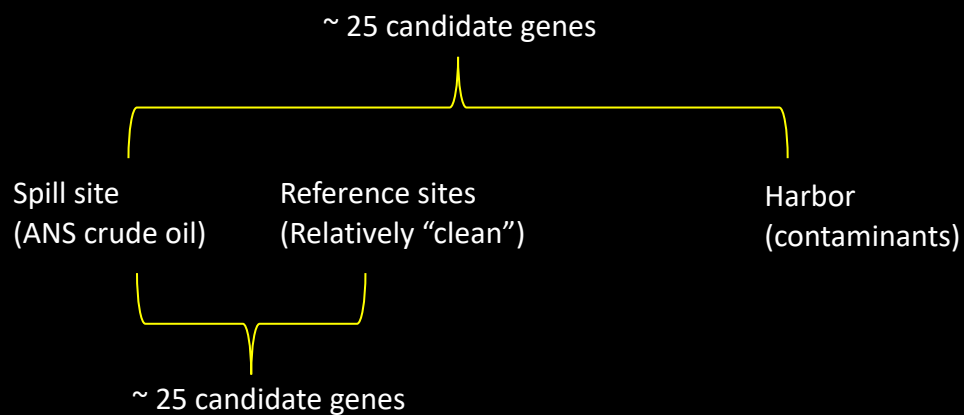 ~ 25 candidate genes
Spill site
(ANS crude oil)
Reference sites
(Relatively “clean”)
Harbor
(contaminants)
~ 25 candidate genes